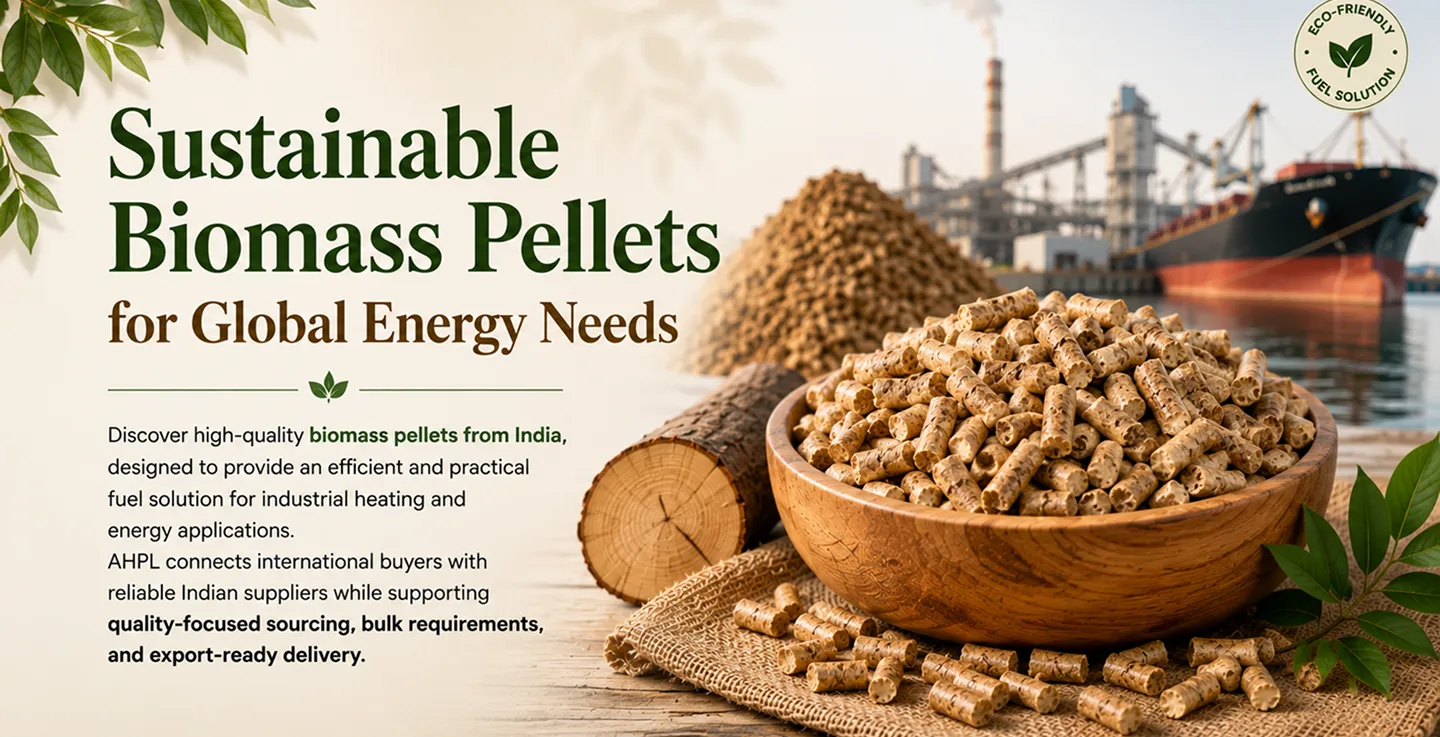 ECO-FRIENDLY
FUEL SOLUTION
Sustainable
Biomass Pellets
for Global Energy Needs
Discover high-quality biomass pellets from India,
designed to provide an efficient and practical
fuel solution for industrial heating and
energy applications.
AHPL connects international buyers with
reliable Indian suppliers while supporting
quality-focused sourcing, bulk requirements,
and export-ready delivery.